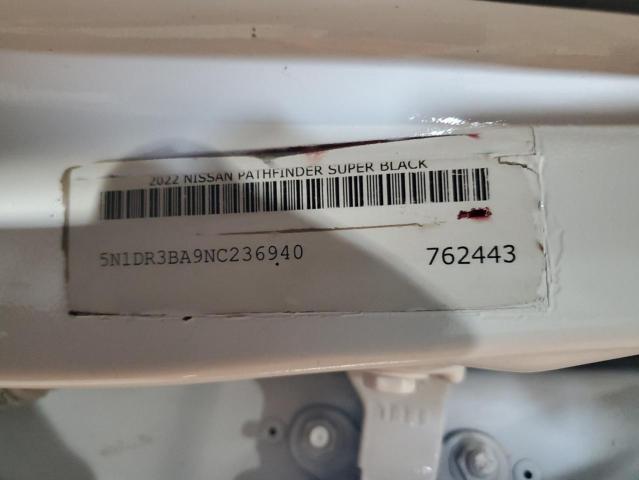 2022 NISSAN PATHFINDER SUPER BLACK
5N1DR3BA9NC236940
762443